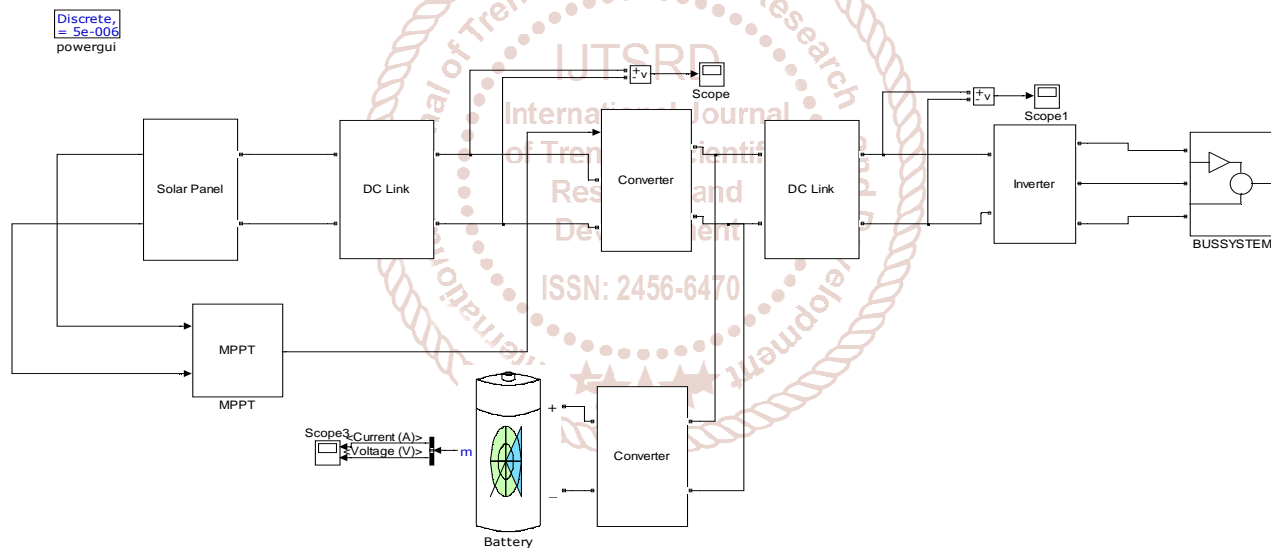 Discrete,
= 5e-006
powergui
Scope
Scope1
Solar Panel
DC Link
Converter
DC Link
Inverter
BUSSYSTEM
MPPT
MPPT
+
Scope3
<Current (A)>
<Voltage (V)>
m
Converter
_
Battery
+
-
v
+
-
v
IJTSRD
International Journal
of Trend
Scientific
Research and
Development
ISSN: 2456-6470